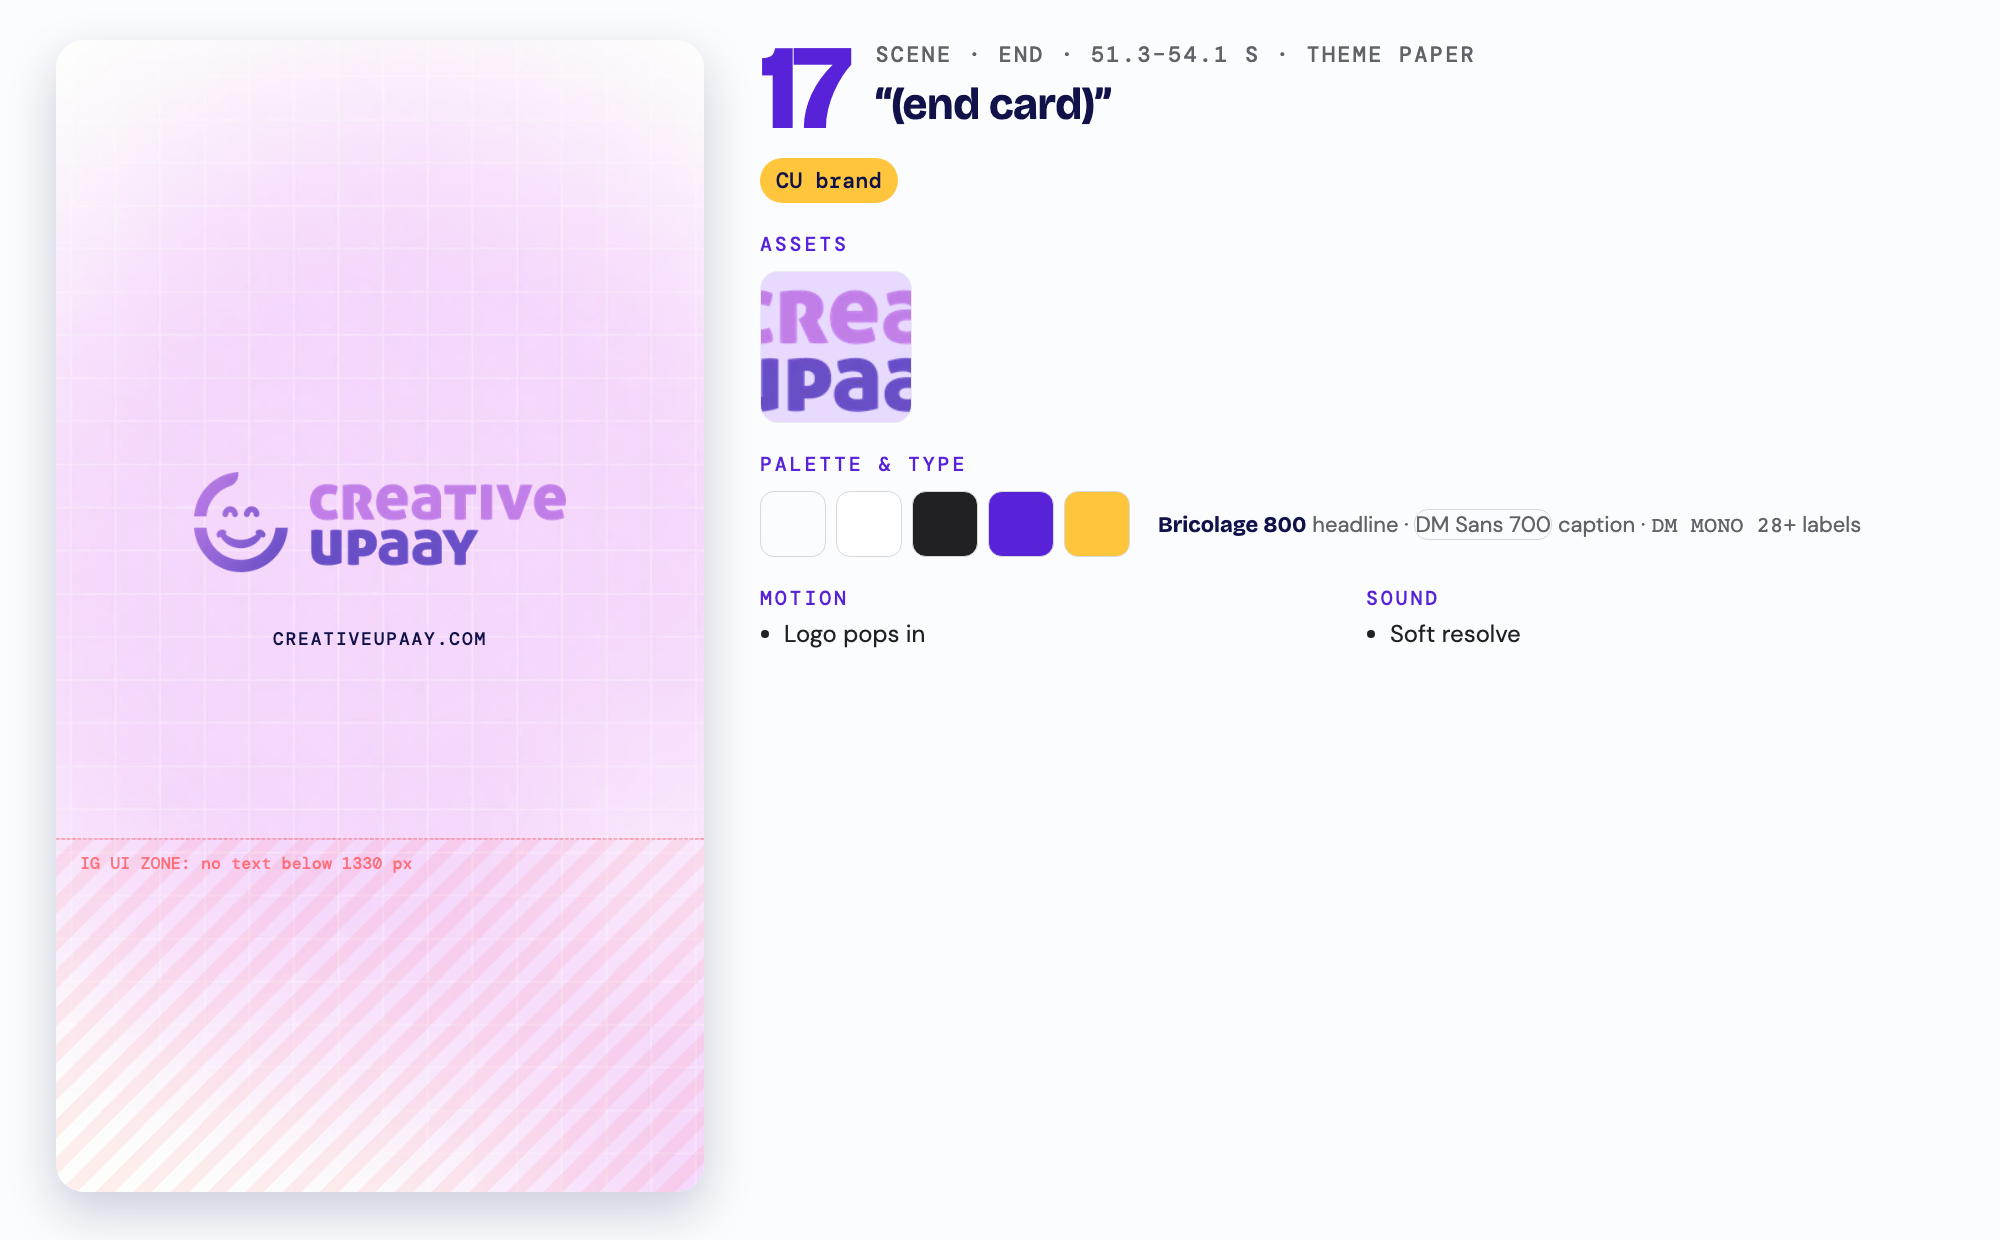 CREATIVE
UPAAY
CREATIVEUPAAY.COM
IG UI ZONE: no text below 1330 px
17
SCENE · END · 51.3–54.1 S · THEME PAPER
“(end card)”
CU brand
ASSETS
CREA
UPAA
PALETTE & TYPE
Bricolage 800 headline · DM Sans 700 caption · DM MONO 28+ labels
MOTION
• Logo pops in
SOUND
• Soft resolve